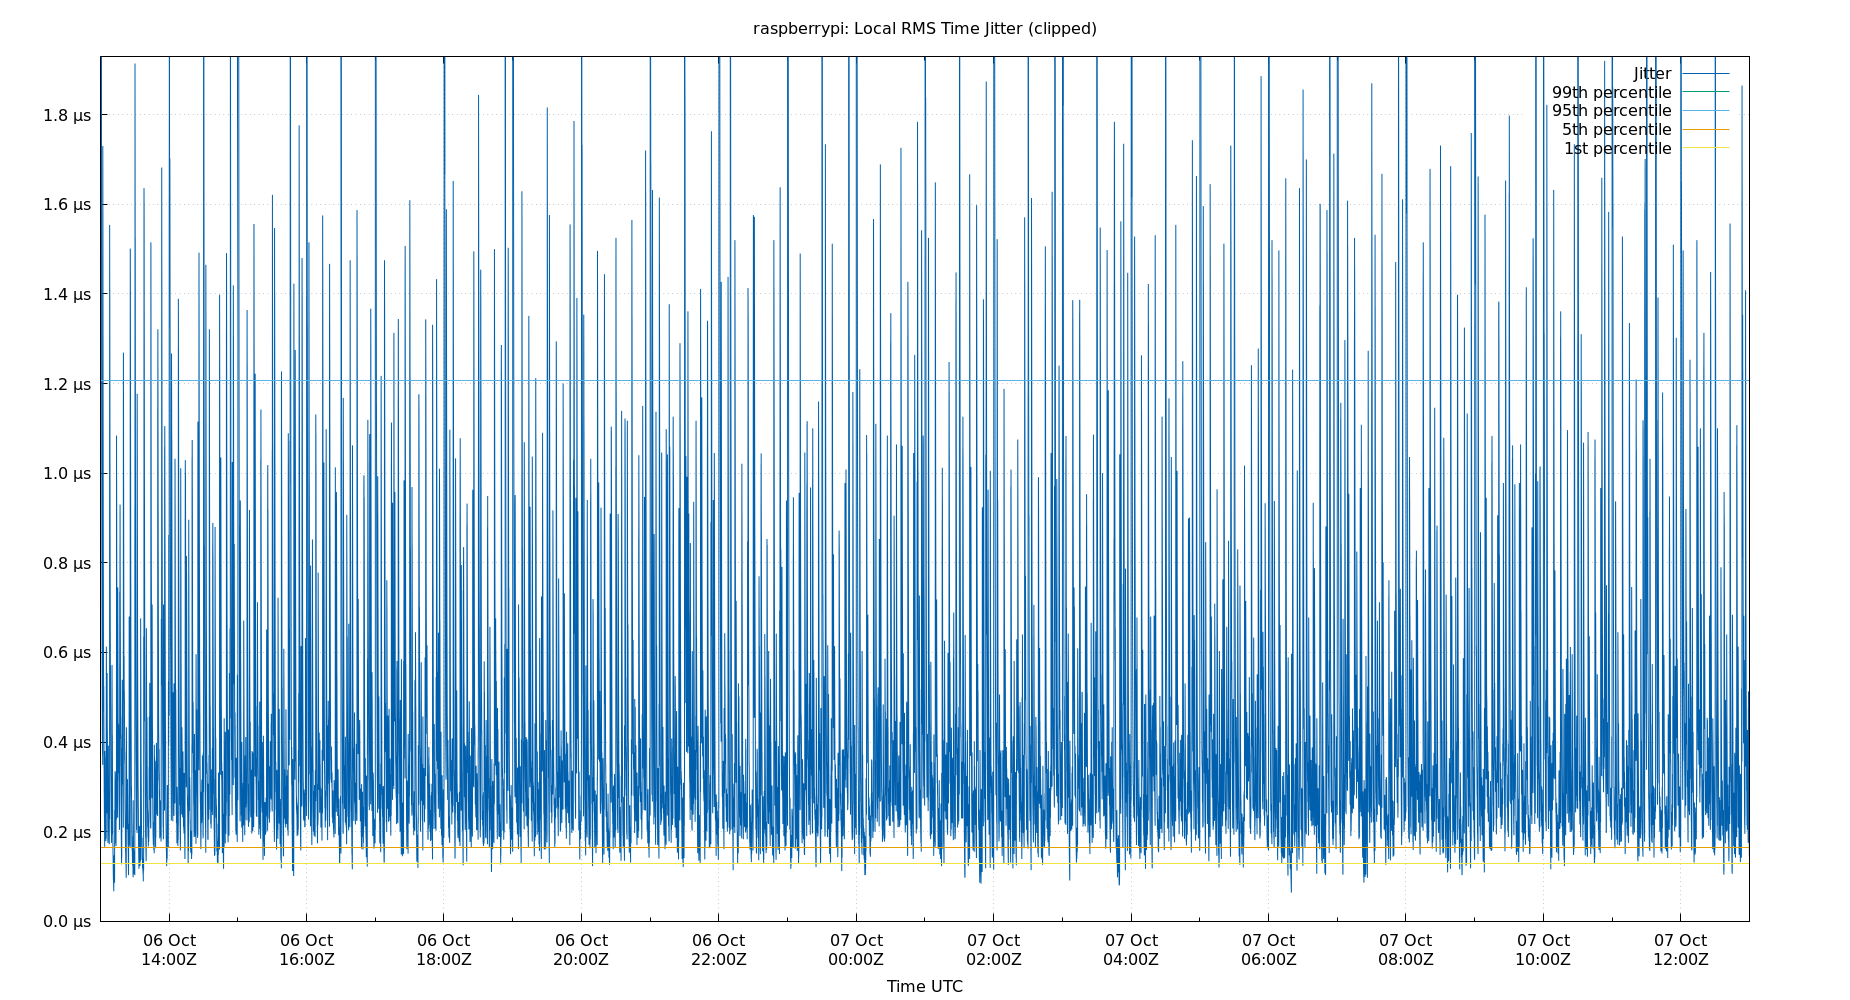 raspberrypi: Local RMS Time Jitter (clipped)
Jitter
99th percentile
95th percentile
5th percentile
1st percentile
1.8 µs
1.6 µs
1.4 µs
1.2 µs
1.0 µs
0.8 µs
0.6 µs
0.4 µs
0.2 µs
0.0 µs
06 Oct 06 Oct 06 Oct 06 Oct 06 Oct 07 Oct 07 Oct 07 Oct 07 Oct 07 Oct 07 Oct 07 Oct
14:00Z 16:00Z 18:00Z 20:00Z 22:00Z 00:00Z 02:00Z 04:00Z 06:00Z 08:00Z 10:00Z 12:00Z
Time UTC